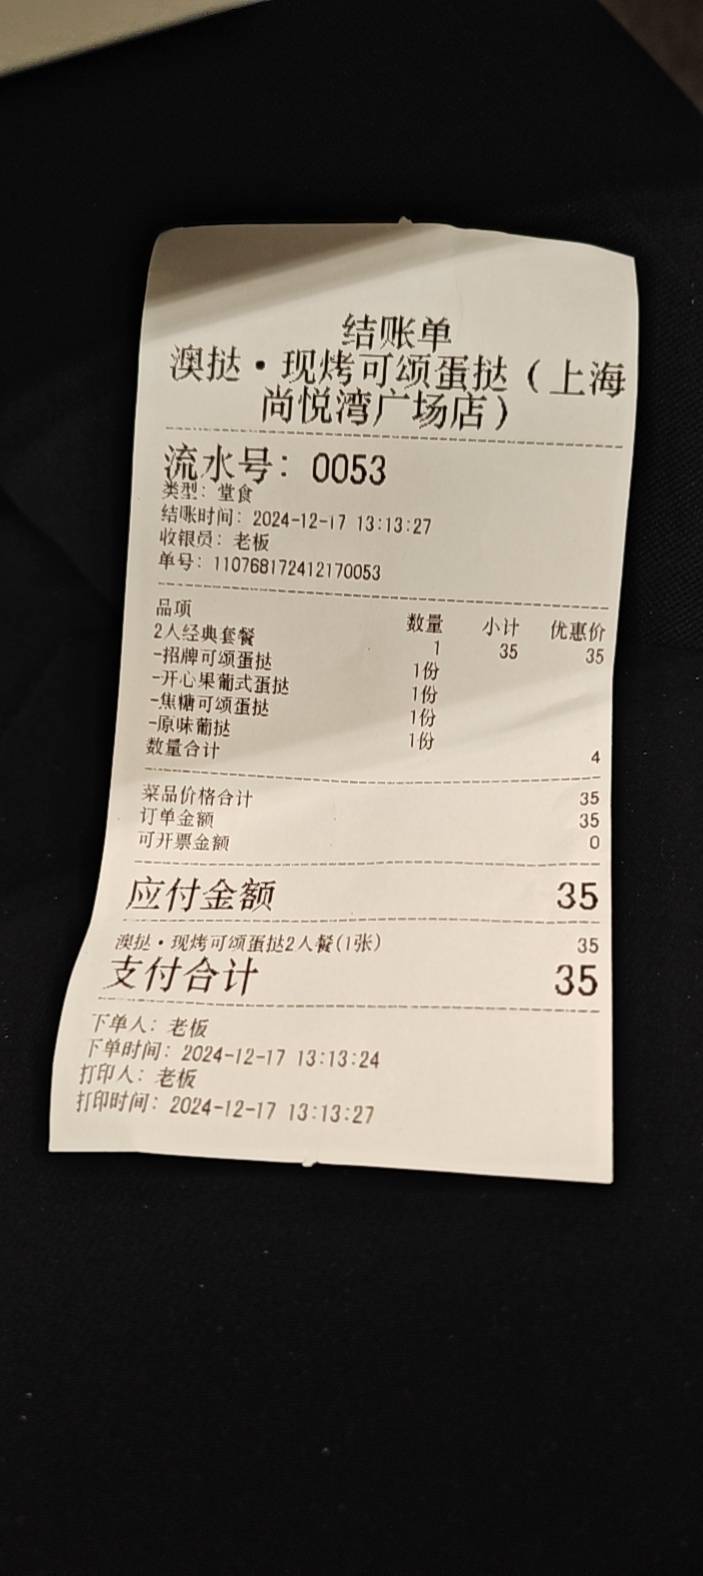 结账单
澳挞·现烤可颂蛋挞（上海
尚悦湾广场店）
流水号：0053
类型：堂食
结账时间：2024-12-17 13:13:27
收银员：老板
单号：110768172412170053
品项 数量 小计 优惠价
2人经典套餐 1 35 35
-招牌可颂蛋挞 1份
-开心果葡式蛋挞 1份
-焦糖可颂蛋挞 1份
-原味葡挞 1份
数量合计 4
菜品价格合计 35
订单金额 35
可开票金额 0
应付金额 35
澳挞·现烤可颂蛋挞2人餐(1张) 35
支付合计 35
下单人：老板
下单时间：2024-12-17 13:13:24
打印人：老板
打印时间：2024-12-17 13:13:27